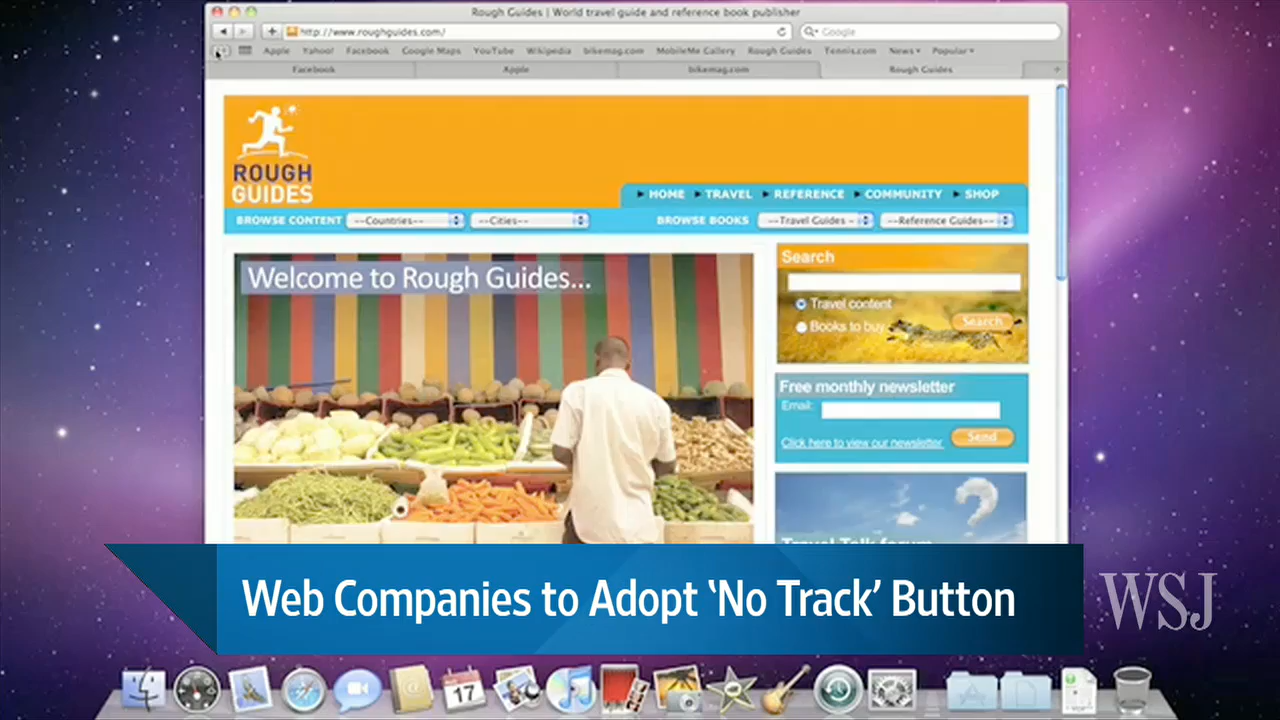 Rough Guides | World travel guide and reference book publisher
http://www.roughguides.com/
Google
Apple Yahoo! Facebook Google Maps YouTube Wikipedia bikemag.com MobileMe Gallery Rough Guides Tennis.com News Popular
Facebook Apple bikemag.com Rough Guides
ROUGH
GUIDES
HOME TRAVEL REFERENCE COMMUNITY SHOP
BROWSE CONTENT --Countries-- --Cities-- BROWSE BOOKS --Travel Guides - --Reference Guides--
Welcome to Rough Guides...
Search
Travel content
Books to buy
Search
Free monthly newsletter
Email:
Click here to view our newsletter.
Send
Travel Talk forum
Web Companies to Adopt ‘No Track’ Button
WSJ
17